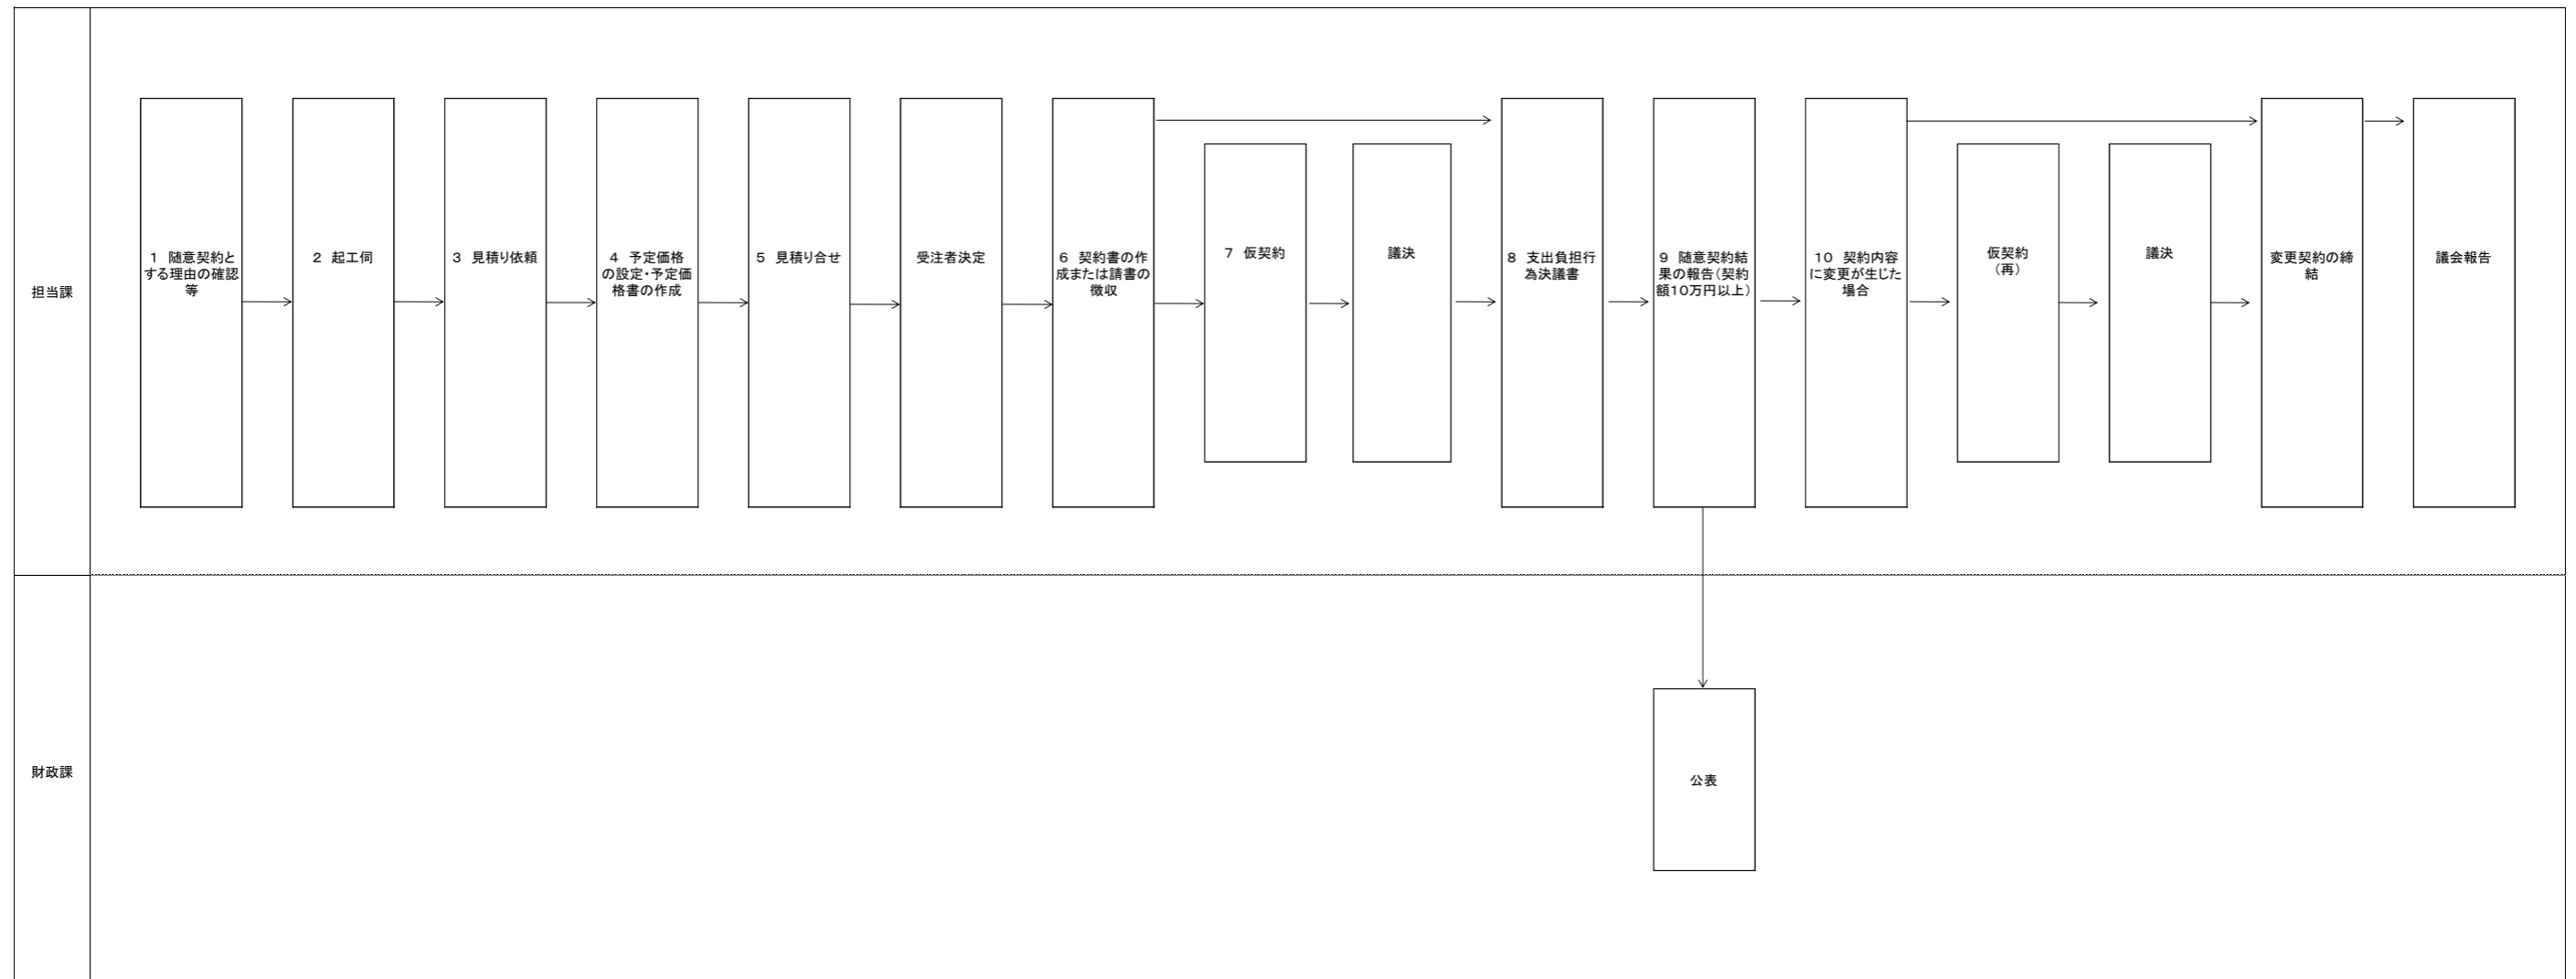 担当課
1 随意契約と
する理由の確認
等
2 起工伺
3 見積り依頼
4 予定価格
の設定・予定価
格書の作成
5 見積り合せ
受注者決定
6 契約書の作
成または請書の
徴収
7 仮契約
議決
8 支出負担行
為決議書
9 随意契約結
果の報告(契約
額10万円以上)
10 契約内容
に変更が生じた
場合
仮契約
(再)
議決
変更契約の締
結
議会報告
財政課
公表